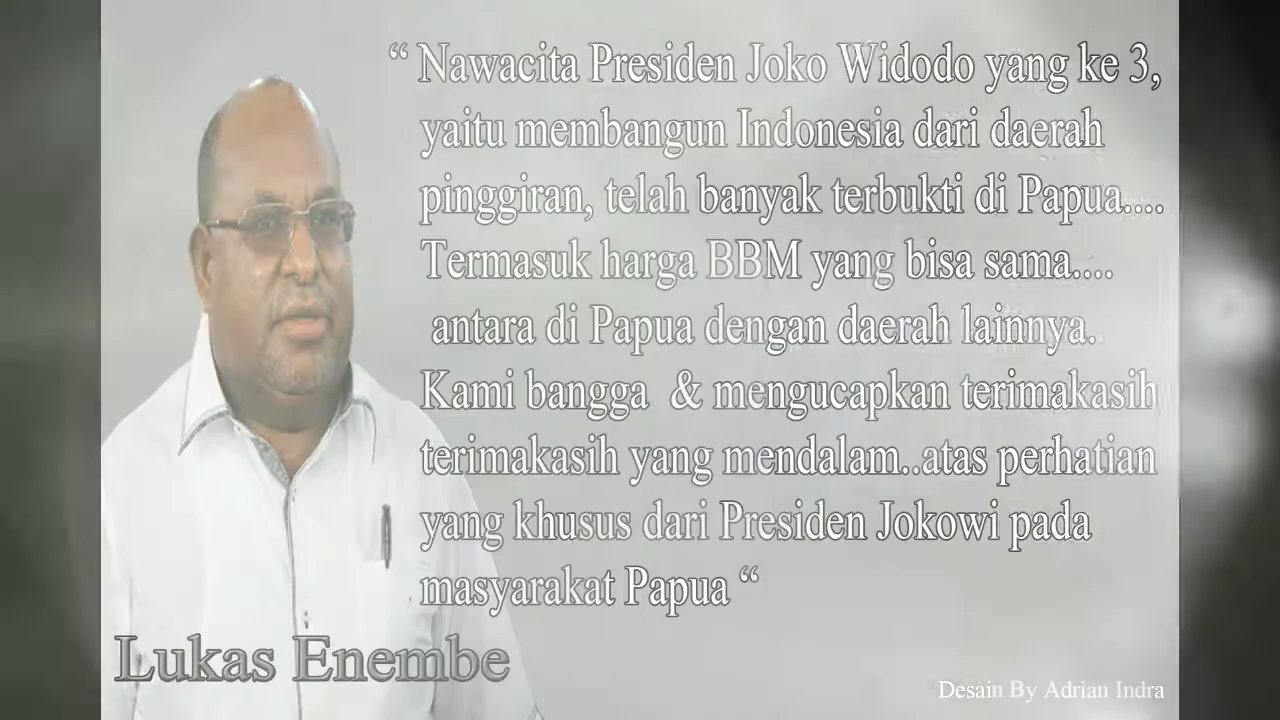 “ Nawacita Presiden Joko Widodo yang ke 3,
yaitu membangun Indonesia dari daerah
pinggiran, telah banyak terbukti di Papua....
Termasuk harga BBM yang bisa sama....
antara di Papua dengan daerah lainnya..
Kami bangga & mengucapkan terimakasih
terimakasih yang mendalam..atas perhatian
yang khusus dari Presiden Jokowi pada
masyarakat Papua “
Lukas Enembe
Desain By Adrian Indra